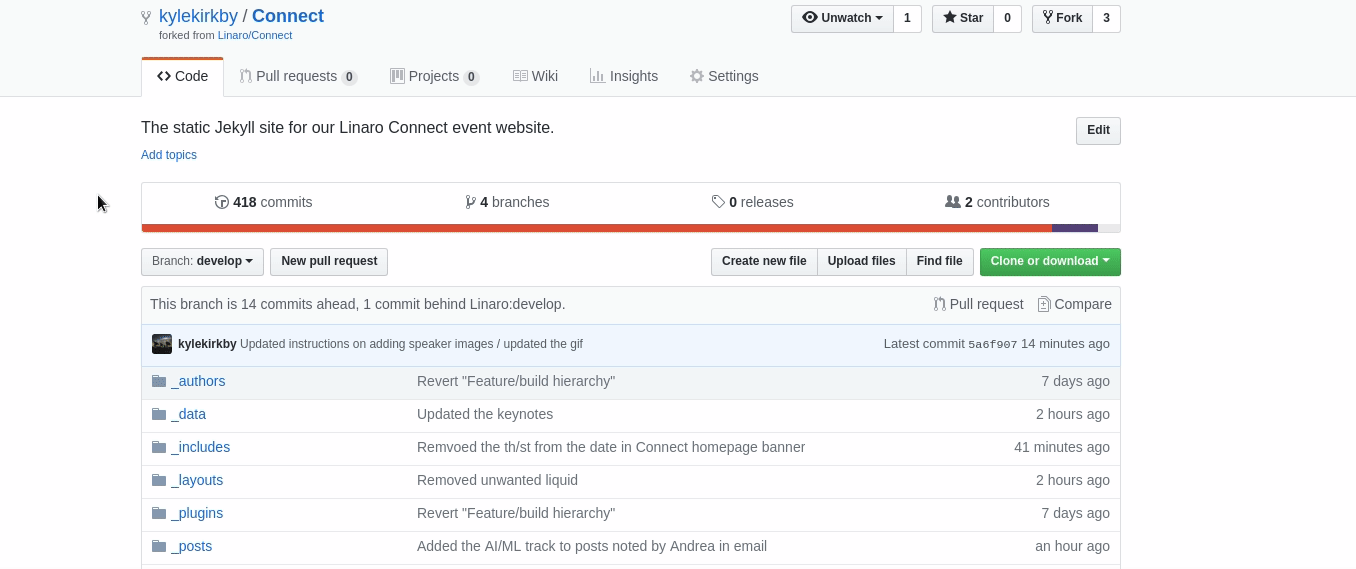 kylekirkby / Connect
Unwatch 1 Star 0 Fork 3
forked from Linaro/Connect
Code Pull requests 0 Projects 0 Wiki Insights Settings
The static Jekyll site for our Linaro Connect event website.
Edit
Add topics
418 commits 4 branches 0 releases 2 contributors
Branch: develop New pull request Create new file Upload files Find file Clone or download
This branch is 14 commits ahead, 1 commit behind Linaro:develop. Pull request Compare
kylekirkby Updated instructions on adding speaker images / updated the gif Latest commit 5a6f907 14 minutes ago
_authors Revert "Feature/build hierarchy" 7 days ago
_data Updated the keynotes 2 hours ago
_includes Remvoed the th/st from the date in Connect homepage banner 41 minutes ago
_layouts Removed unwanted liquid 2 hours ago
_plugins Revert "Feature/build hierarchy" 7 days ago
_posts Added the AI/ML track to posts noted by Andrea in email an hour ago